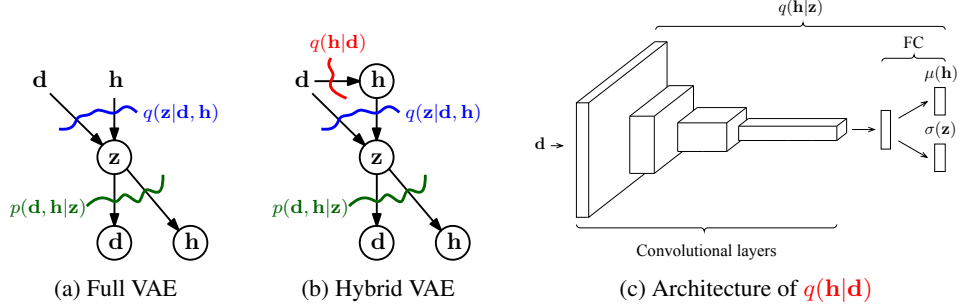 d h
q(z|d, h)
z
p(d, h|z)
d
h
(a) Full VAE
q(h|d)
d h
q(z|d, h)
z
p(d, h|z)
d
h
(b) Hybrid VAE
q(h|z)
FC
μ(h)
d
σ(z)
Convolutional layers
(c) Architecture of q(h|d)